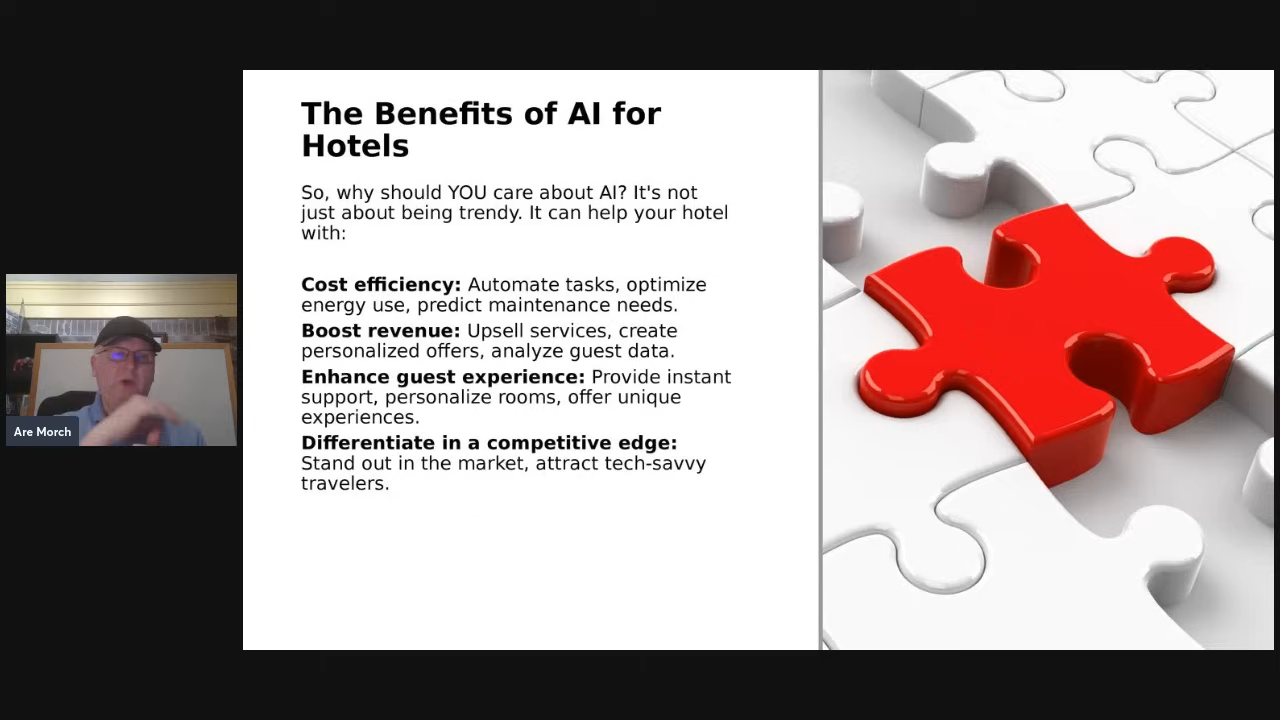 The Benefits of AI for
Hotels
So, why should YOU care about AI? It's not
just about being trendy. It can help your hotel
with:
Cost efficiency: Automate tasks, optimize
energy use, predict maintenance needs.
Boost revenue: Upsell services, create
personalized offers, analyze guest data.
Enhance guest experience: Provide instant
support, personalize rooms, offer unique
experiences.
Differentiate in a competitive edge:
Stand out in the market, attract tech-savvy
travelers.
Are Morch